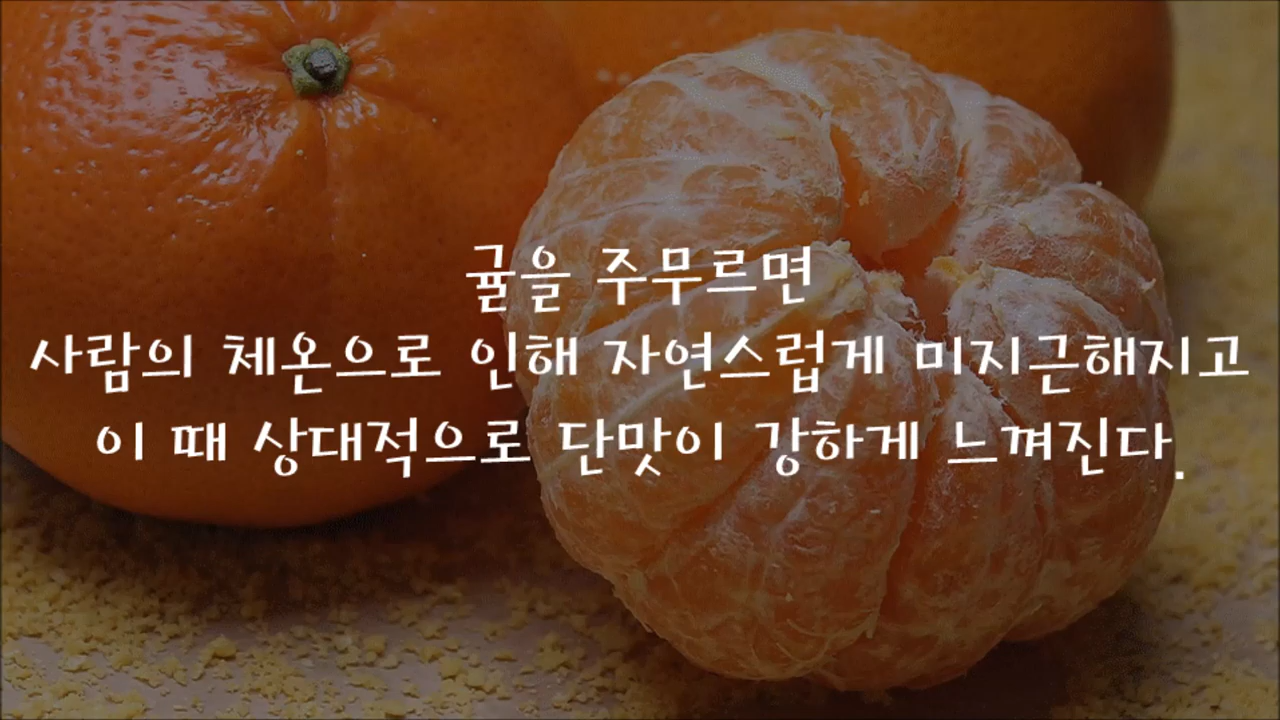 귤을 주무르면
사람의 체온으로 인해 자연스럽게 미지근해지고
이 때 상대적으로 단맛이 강하게 느껴진다.